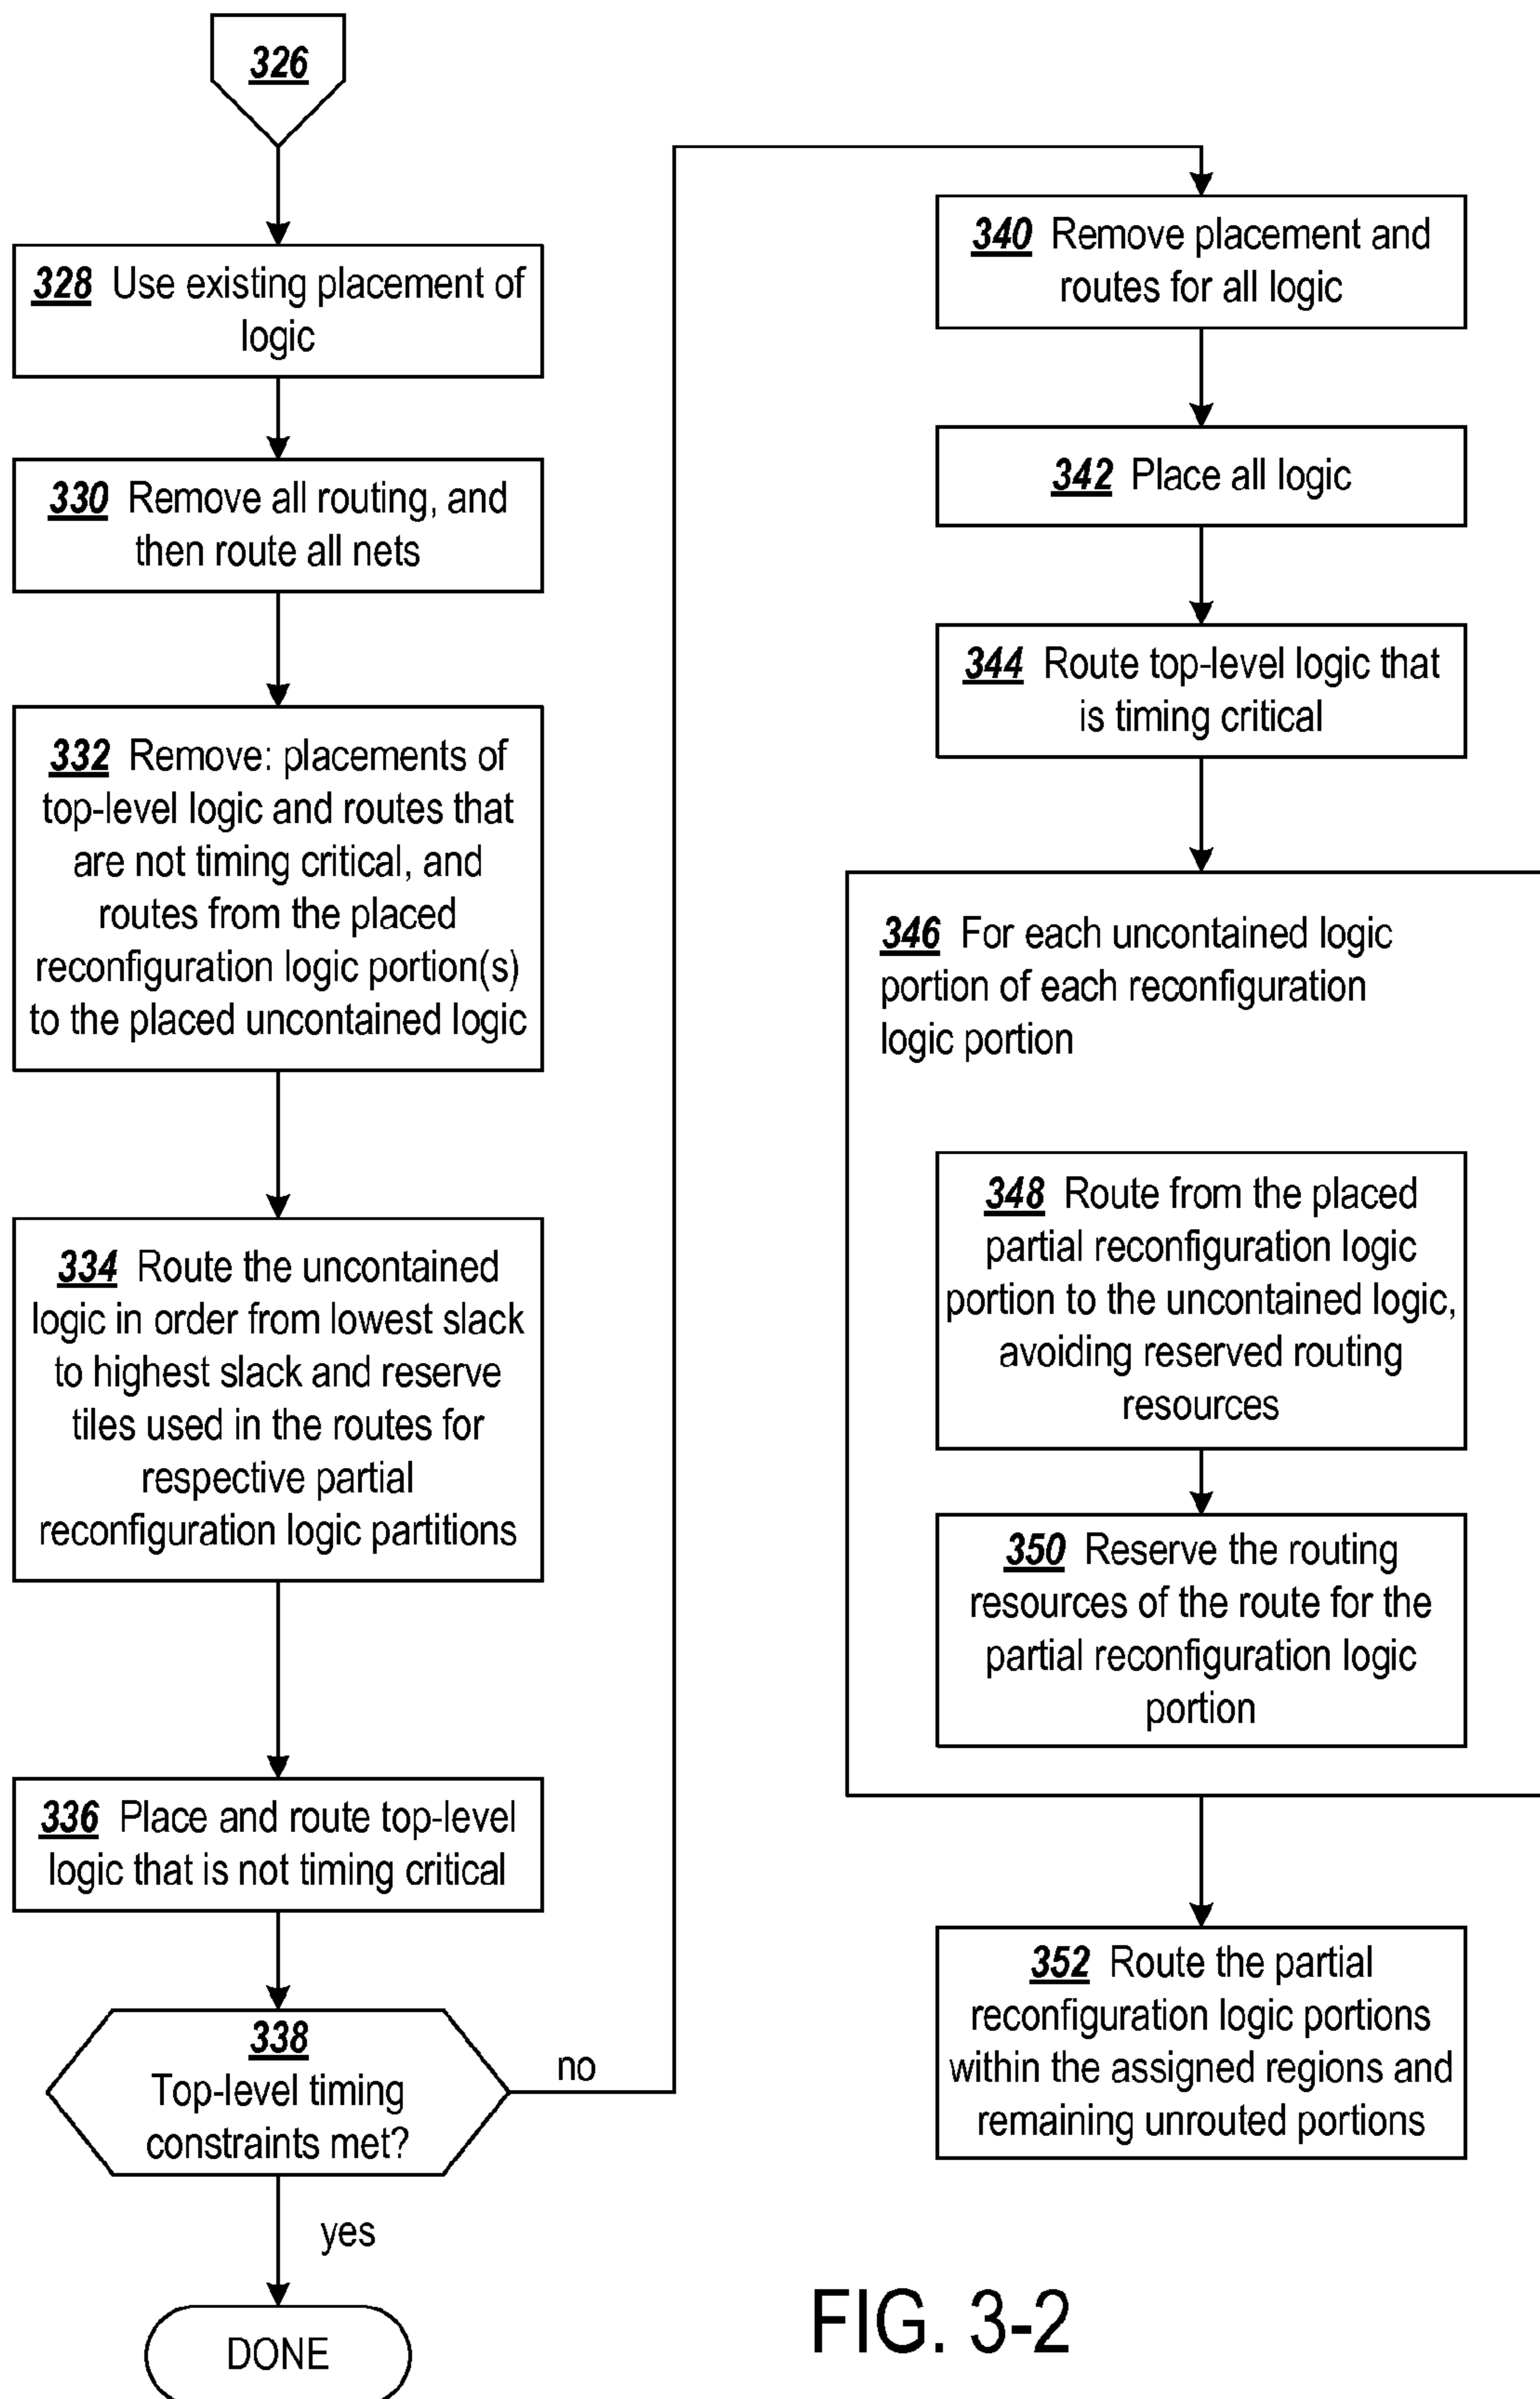 326
328 Use existing placement of
logic
330 Remove all routing, and
then route all nets
332 Remove: placements of
top-level logic and routes that
are not timing critical, and
routes from the placed
reconfiguration logic portion(s)
to the placed uncontained logic
334 Route the uncontained
logic in order from lowest slack
to highest slack and reserve
tiles used in the routes for
respective partial
reconfiguration logic partitions
336 Place and route top-level
logic that is not timing critical
338
Top-level timing
constraints met?
no
yes
DONE
340 Remove placement and
routes for all logic
342 Place all logic
344 Route top-level logic that
is timing critical
346 For each uncontained logic
portion of each reconfiguration
logic portion
348 Route from the placed
partial reconfiguration logic
portion to the uncontained logic,
avoiding reserved routing
resources
350 Reserve the routing
resources of the route for the
partial reconfiguration logic
portion
352 Route the partial
reconfiguration logic portions
within the assigned regions and
remaining unrouted portions
FIG. 3-2